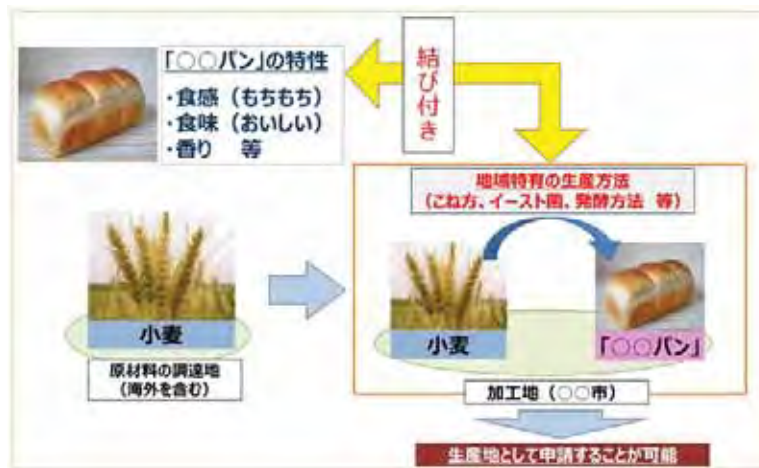 「○○パン」の特性
・食感（もちもち）
・食味（おいしい）
・香り　等
結び付き
地域特有の生産方法
（こね方、イースト菌、発酵方法　等）
小麦
原材料の調達地
（海外を含む）
小麦
「○○パン」
加工地（○○市）
生産地として申請することが可能